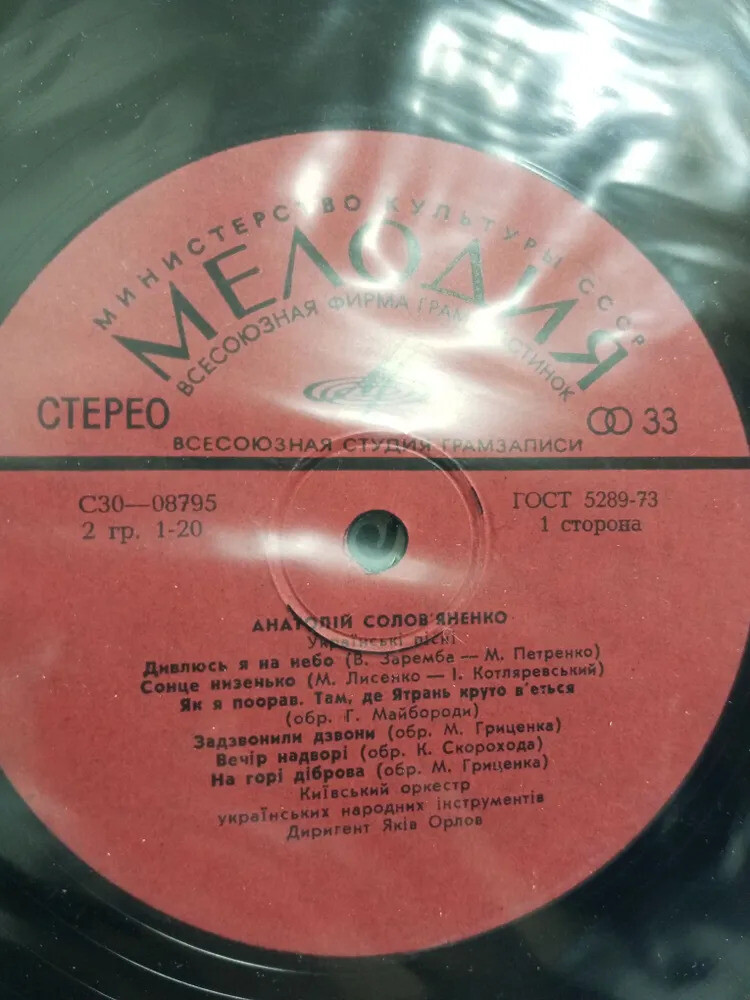 МИНИСТЕРСТВО КУЛЬТУРЫ СССР
МЕЛОДИЯ
ВСЕСОЮЗНАЯ ФИРМА ГРАМПЛАСТИНОК
СТЕРЕО
33
ВСЕСОЮЗНАЯ СТУДИЯ ГРАМЗАПИСИ
С30—08795
ГОСТ 5289-73
2 гр. 1-20
1 сторона
АНАТОЛІЙ СОЛОВ'ЯНЕНКО
Українські пісні
Дивлюсь я на небо (В. Заремба — М. Петренко)
Сонце низенько (М. Лисенко — І. Котляревський)
Як я поорав. Там, де Ятрань круто в'ється
(обр. Г. Майбороди)
Задзвонили дзвони (обр. М. Гриценка)
Вечір надворі (обр. К. Скорохода)
На горі діброва (обр. М. Гриценка)
Київський оркестр
українських народних інструментів
Диригент Яків Орлов